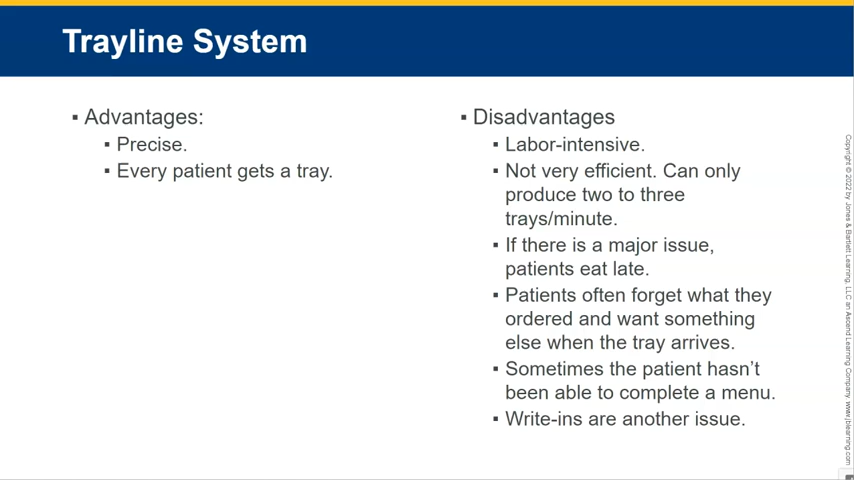 Trayline System
▪ Advantages:
▪ Precise.
▪ Every patient gets a tray.
▪ Disadvantages
▪ Labor-intensive.
▪ Not very efficient. Can only
produce two to three
trays/minute.
▪ If there is a major issue,
patients eat late.
▪ Patients often forget what they
ordered and want something
else when the tray arrives.
▪ Sometimes the patient hasn’t
been able to complete a menu.
▪ Write-ins are another issue.
Copyright © 2022 by Jones & Bartlett Learning, LLC an Ascend Learning Company. www.jblearning.com